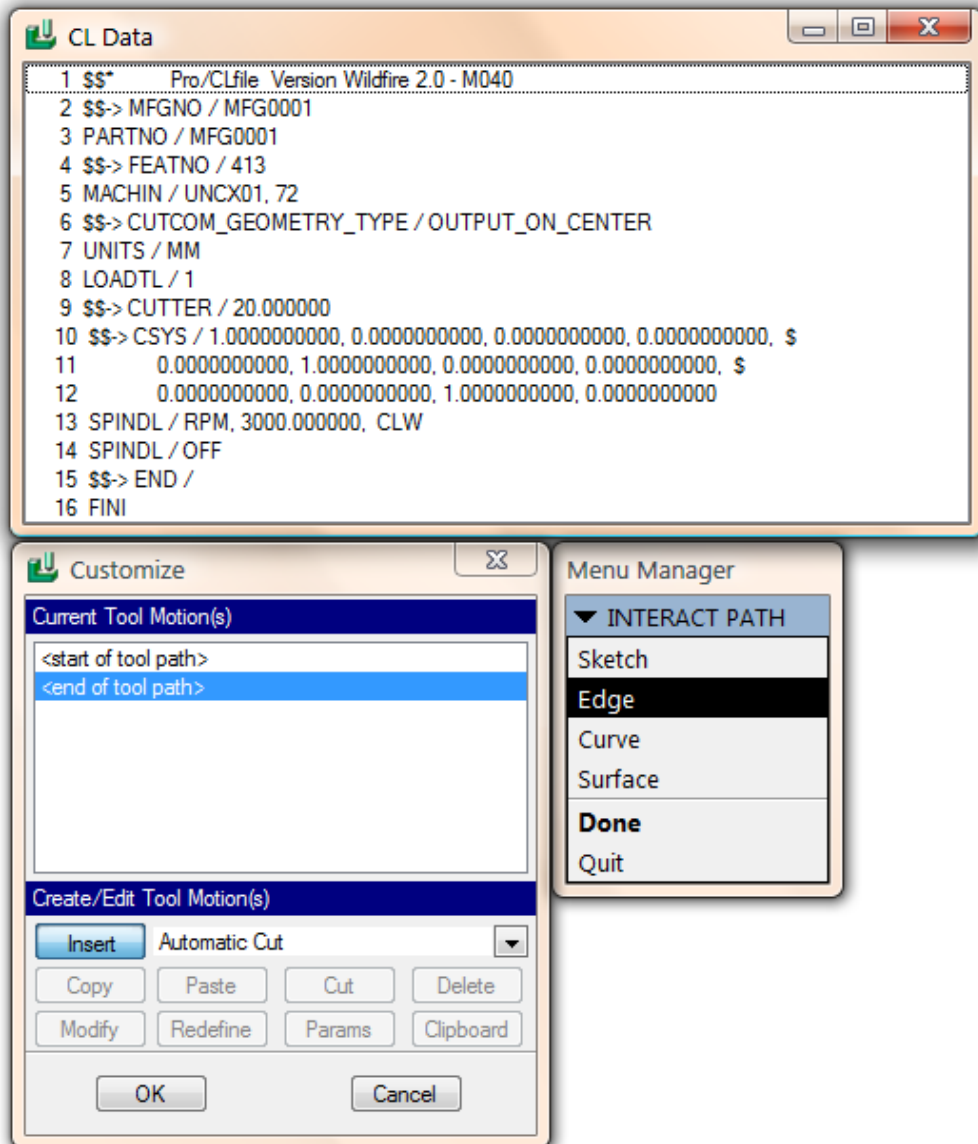 CL Data
1 $$* Pro/CLfile Version Wildfire 2.0 - M040
2 $$-> MFGNO / MFG0001
3 PARTNO / MFG0001
4 $$-> FEATNO / 413
5 MACHIN / UNCX01, 72
6 $$-> CUTCOM_GEOMETRY_TYPE / OUTPUT_ON_CENTER
7 UNITS / MM
8 LOADTL / 1
9 $$-> CUTTER / 20.000000
10 $$-> CSYS / 1.0000000000, 0.0000000000, 0.0000000000, 0.0000000000, $
11 0.0000000000, 1.0000000000, 0.0000000000, 0.0000000000, $
12 0.0000000000, 0.0000000000, 1.0000000000, 0.0000000000
13 SPINDL / RPM, 3000.000000, CLW
14 SPINDL / OFF
15 $$-> END /
16 FINI
Customize
Current Tool Motion(s)
<start of tool path>
<end of tool path>
Create/Edit Tool Motion(s)
Insert Automatic Cut
Copy Paste Cut Delete
Modify Redefine Params Clipboard
OK Cancel
Menu Manager
INTERACT PATH
Sketch
Edge
Curve
Surface
Done
Quit